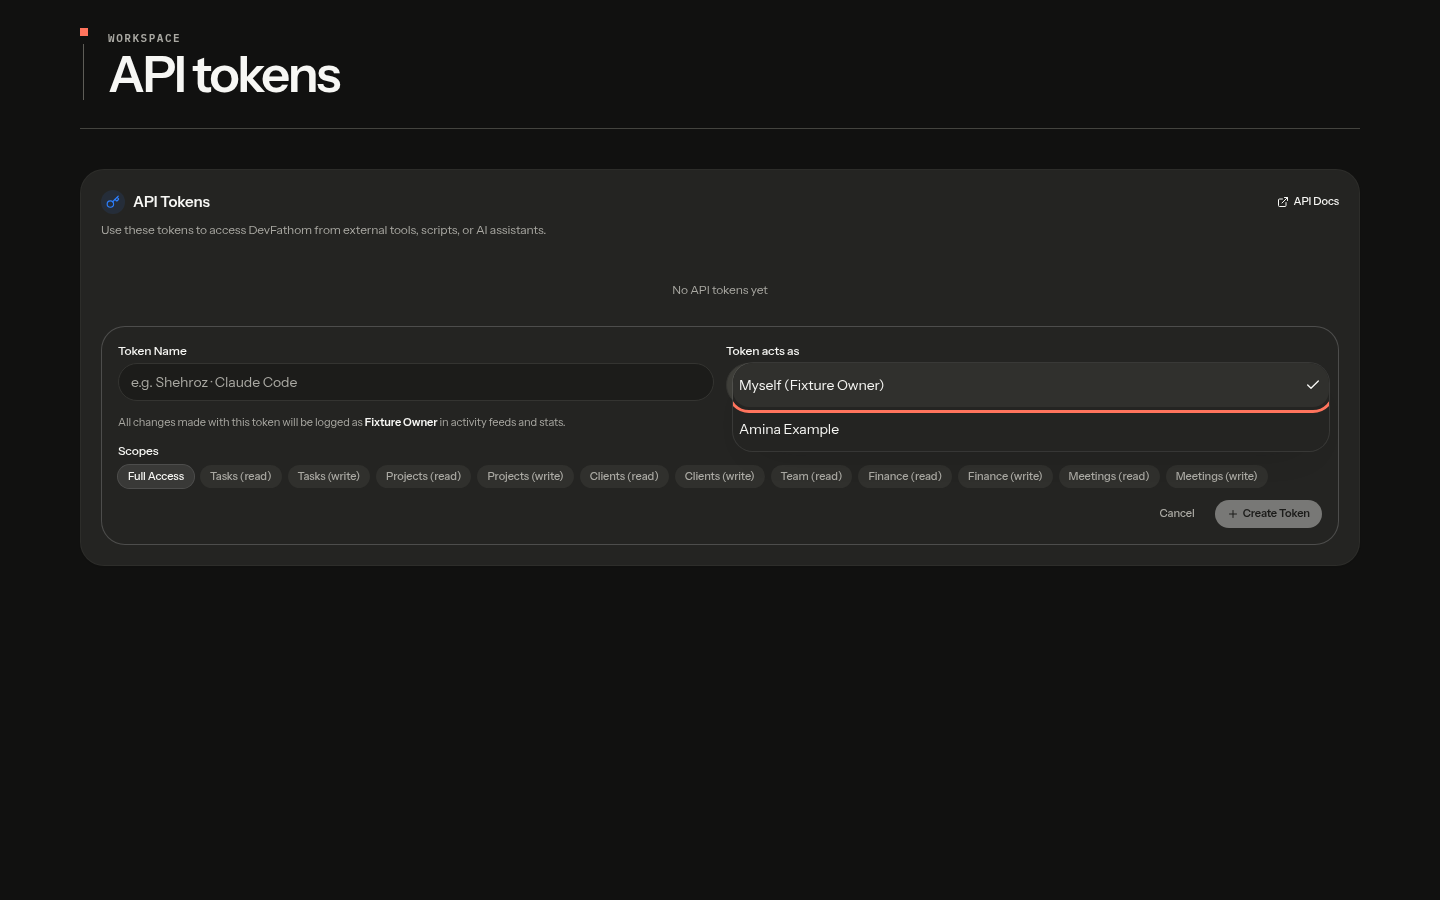 WORKSPACE
API tokens
API Tokens
API Docs
Use these tokens to access DevFathom from external tools, scripts, or AI assistants.
No API tokens yet
Token Name
Token acts as
e.g. Shehroz · Claude Code
Myself (Fixture Owner)
All changes made with this token will be logged as Fixture Owner in activity feeds and stats.
Amina Example
Scopes
Full Access Tasks (read) Tasks (write) Projects (read) Projects (write) Clients (read) Clients (write) Team (read) Finance (read) Finance (write) Meetings (read) Meetings (write)
Cancel + Create Token